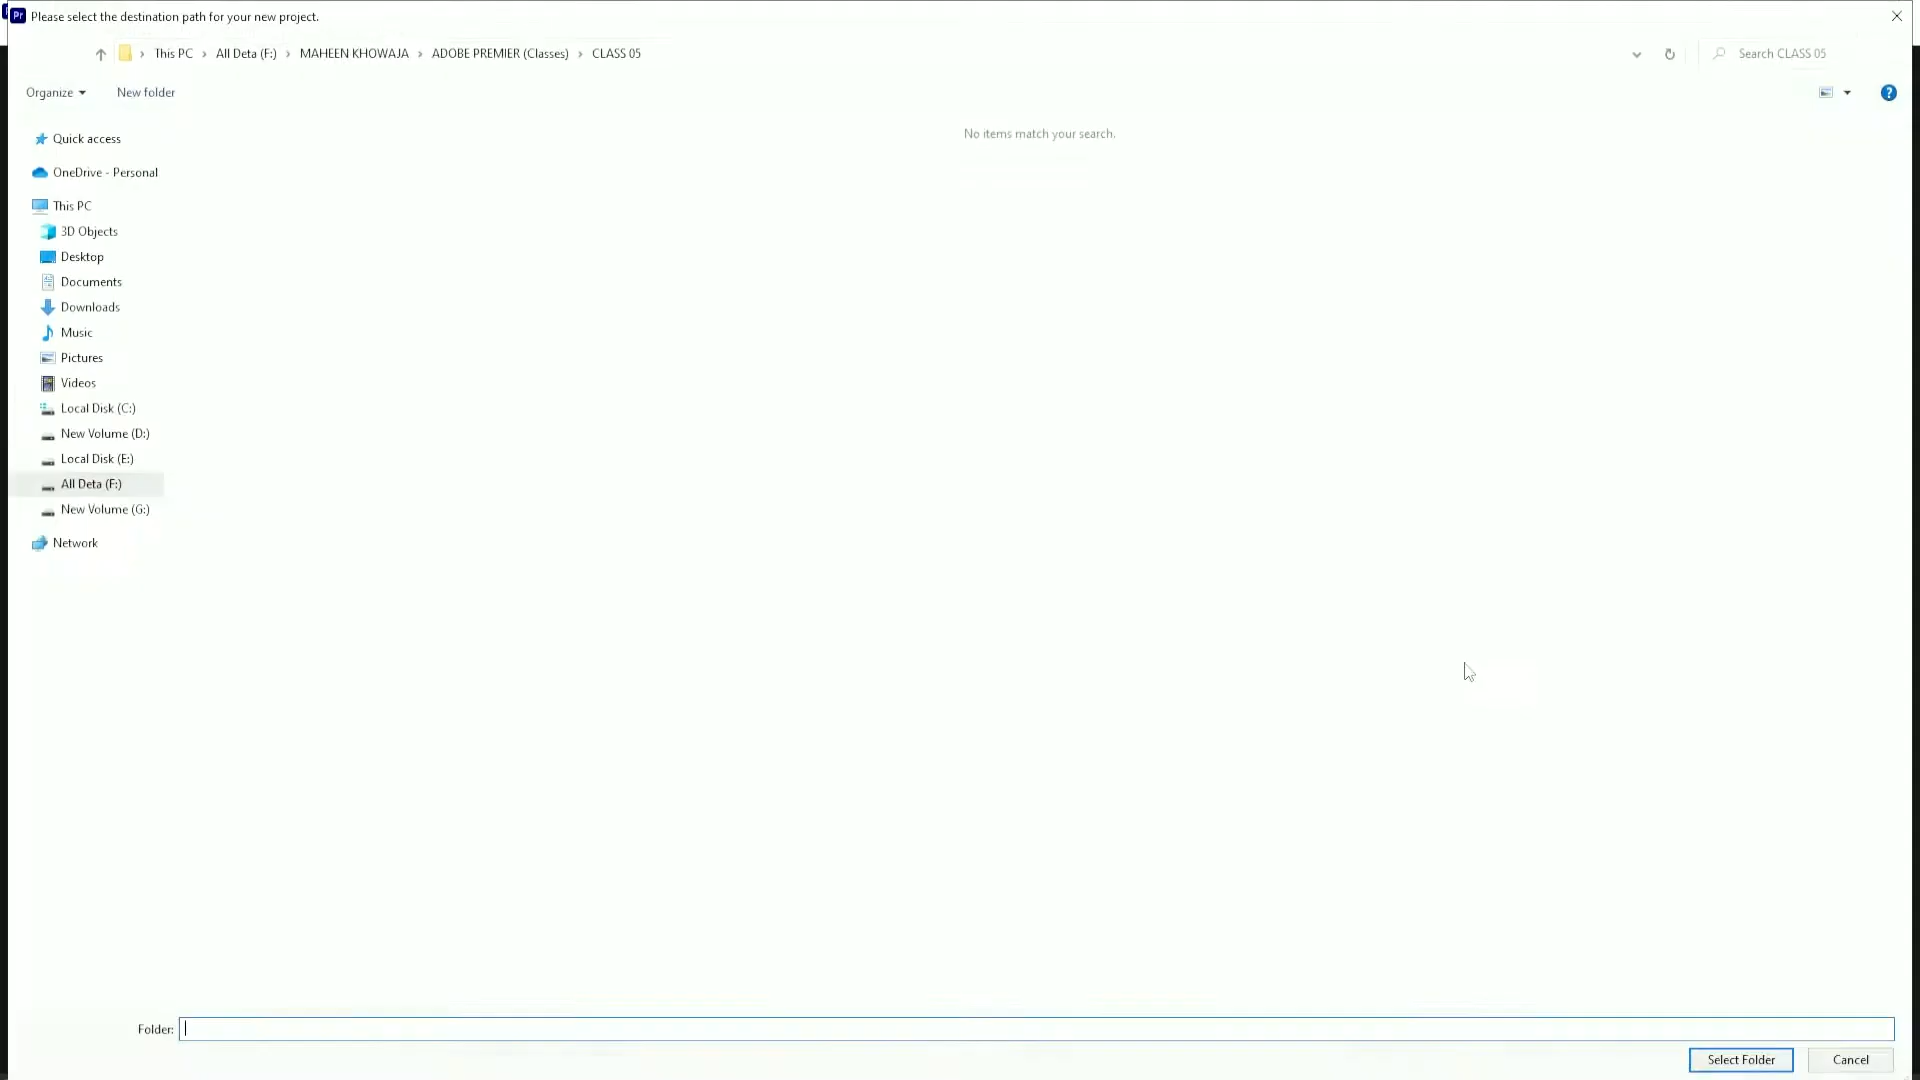 Pr Please select the destination path for your new project.
This PC › All Deta (F:) › MAHEEN KHOWAJA › ADOBE PREMIER (Classes) › CLASS 05
Search CLASS 05
Organize
New folder
?
Quick access
No items match your search.
OneDrive - Personal
This PC
3D Objects
Desktop
Documents
Downloads
Music
Pictures
Videos
Local Disk (C:)
New Volume (D:)
Local Disk (E:)
All Deta (F:)
New Volume (G:)
Network
Folder:
Select Folder
Cancel